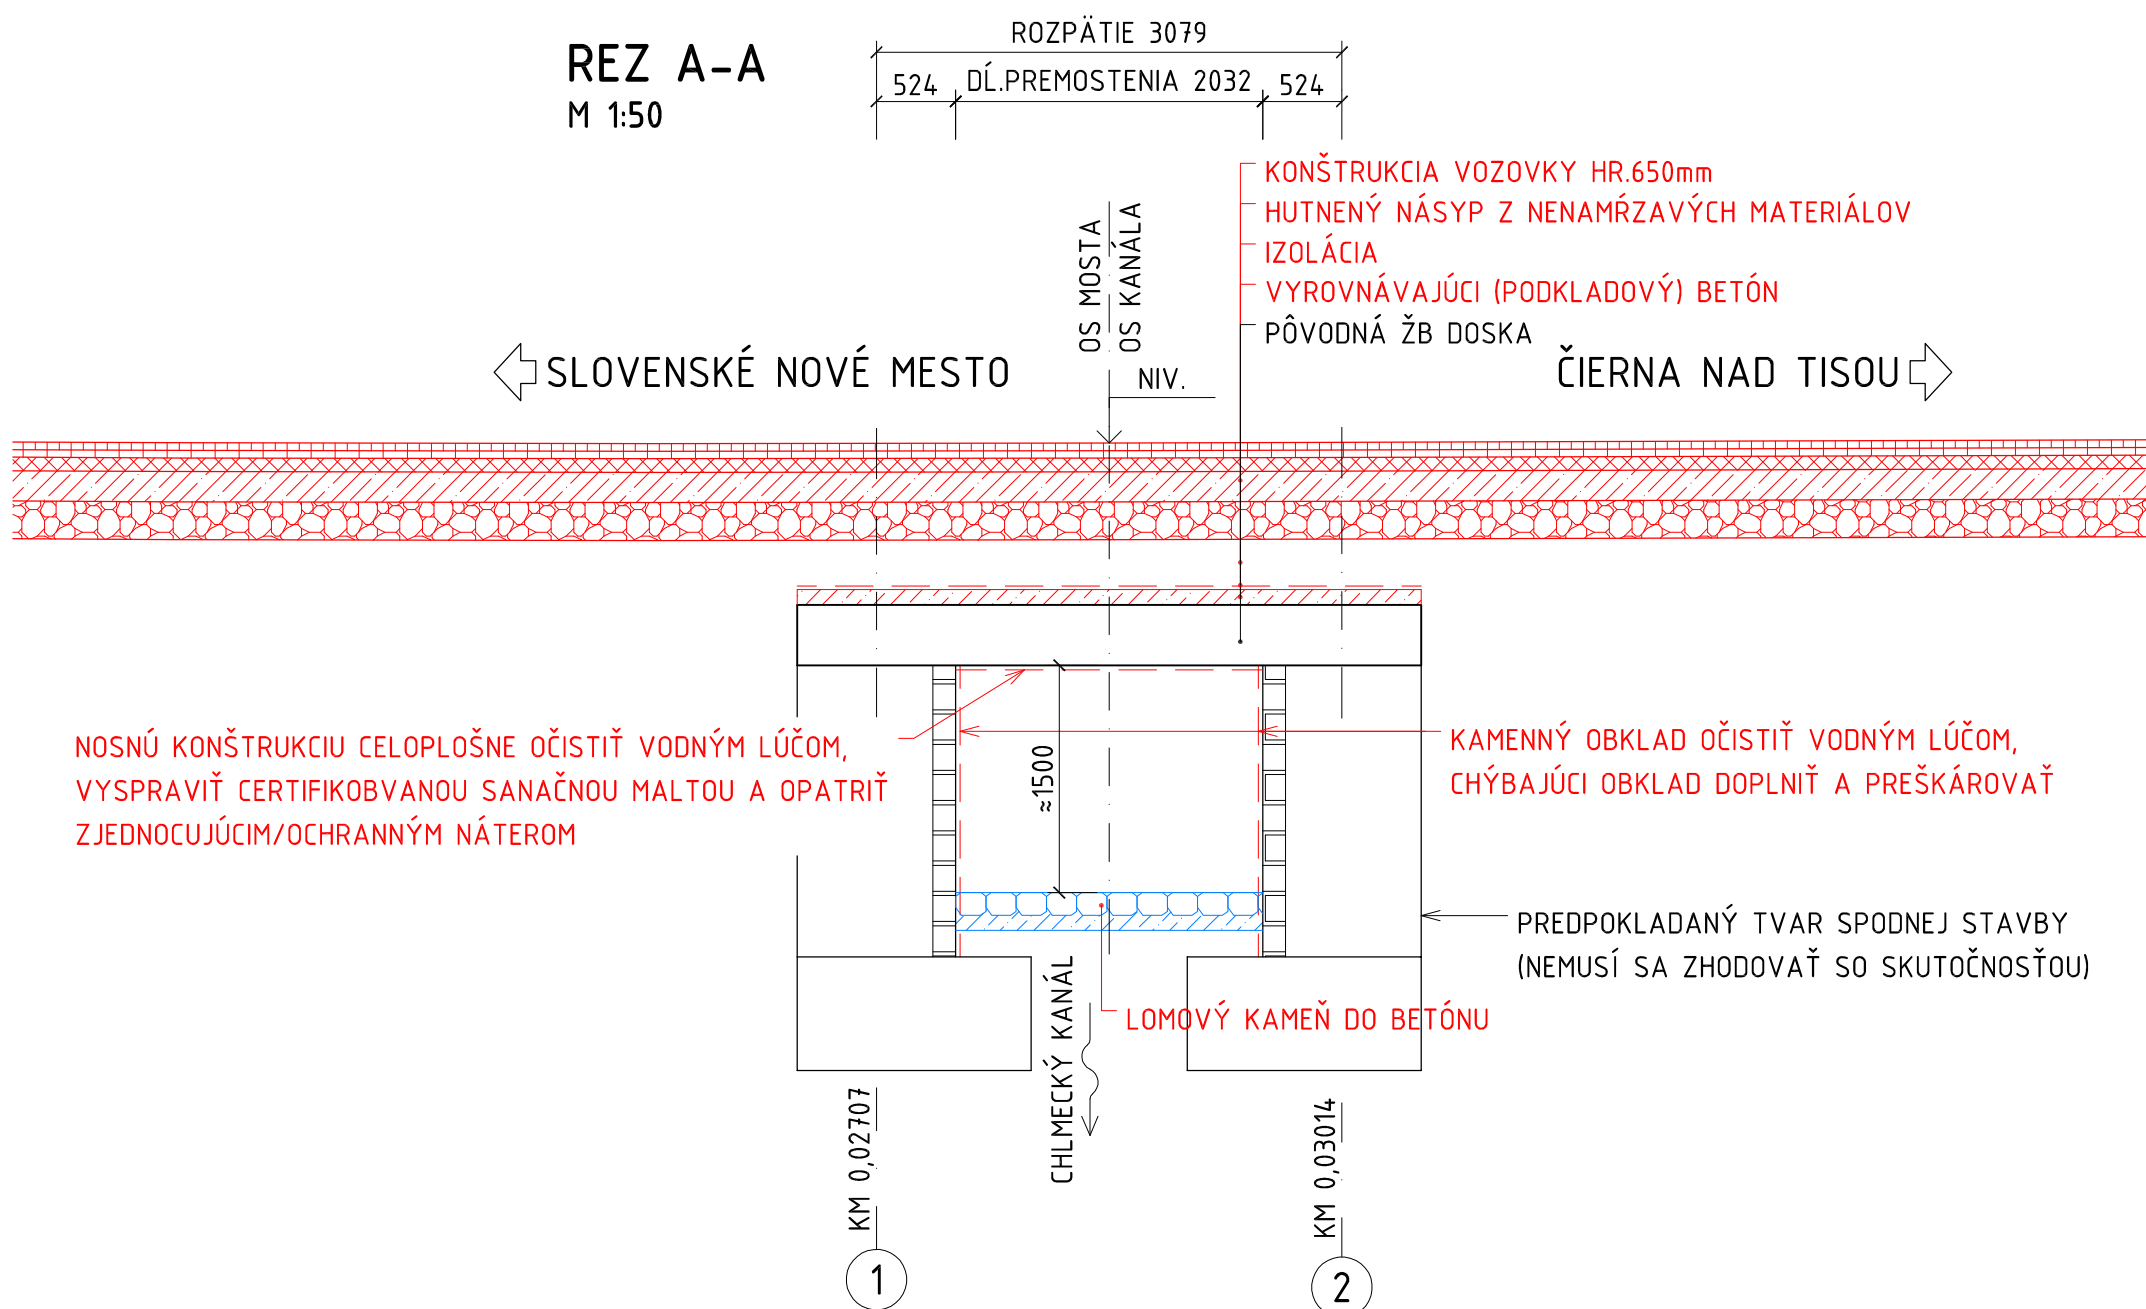 REZ A-A
M 1:50
ROZPÄTIE 3079
524
DĹ.PREMOSTENIA 2032
524
KONŠTRUKCIA VOZOVKY HR.650mm
HUTNENÝ NÁSYP Z NENAMŔZAVÝCH MATERIÁLOV
IZOLÁCIA
VYROVNÁVAJÚCI (PODKLADOVÝ) BETÓN
PÔVODNÁ ŽB DOSKA
OS MOSTA
OS KANÁLA
NIV.
SLOVENSKÉ NOVÉ MESTO
ČIERNA NAD TISOU
NOSNÚ KONŠTRUKCIU CELOPLOŠNE OČISTIŤ VODNÝM LÚČOM,
VYSPRAVIŤ CERTIFIKOBVANOU SANAČNOU MALTOU A OPATRIŤ
ZJEDNOCUJÚCIM/OCHRANNÝM NÁTEROM
≈1500
KAMENNÝ OBKLAD OČISTIŤ VODNÝM LÚČOM,
CHÝBAJÚCI OBKLAD DOPLNIŤ A PREŠKÁROVAŤ
PREDPOKLADANÝ TVAR SPODNEJ STAVBY
(NEMUSÍ SA ZHODOVAŤ SO SKUTOČNOSŤOU)
LOMOVÝ KAMEŇ DO BETÓNU
CHLMECKÝ KANÁL
KM 0,02707
KM 0,03014
1
2